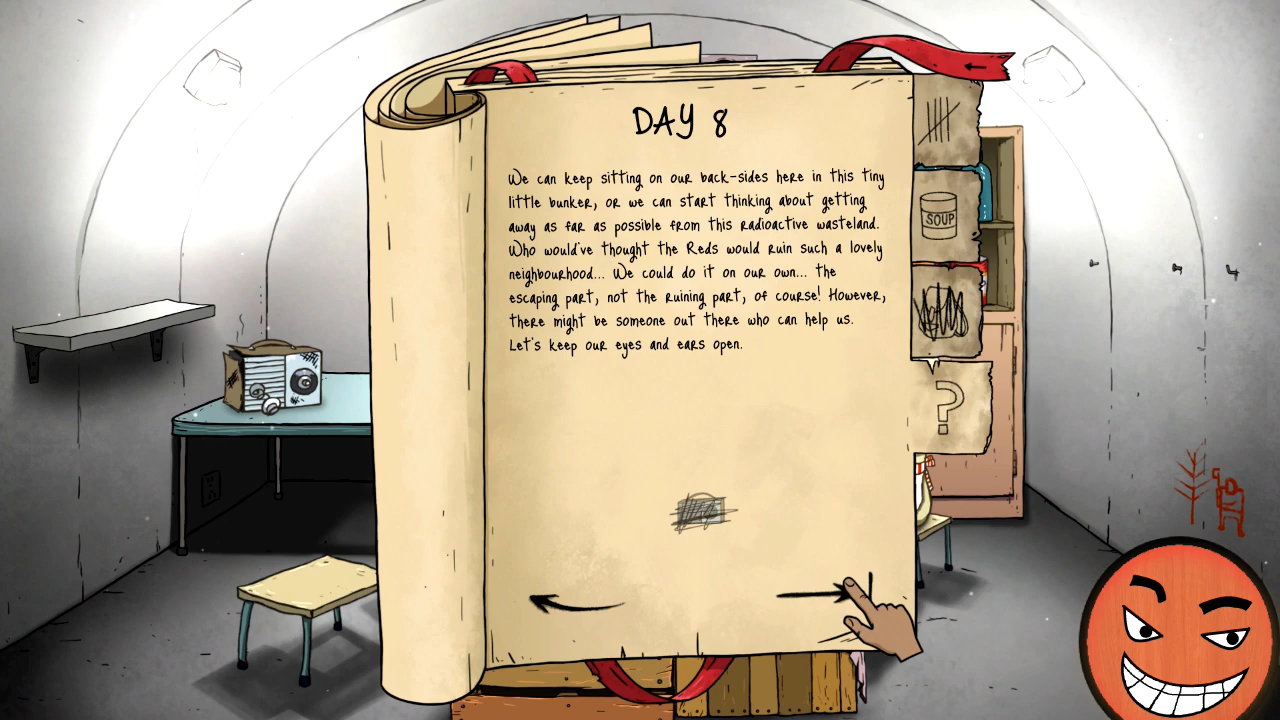 DAY 8
We can keep sitting on our back-sides here in this tiny
little bunker, or we can start thinking about getting
away as far as possible from this radioactive wasteland.
Who would've thought the Reds would ruin such a lovely
neighbourhood... We could do it on our own... the
escaping part, not the ruining part, of course! However,
there might be someone out there who can help us.
Let's keep our eyes and ears open.
SOUP
?